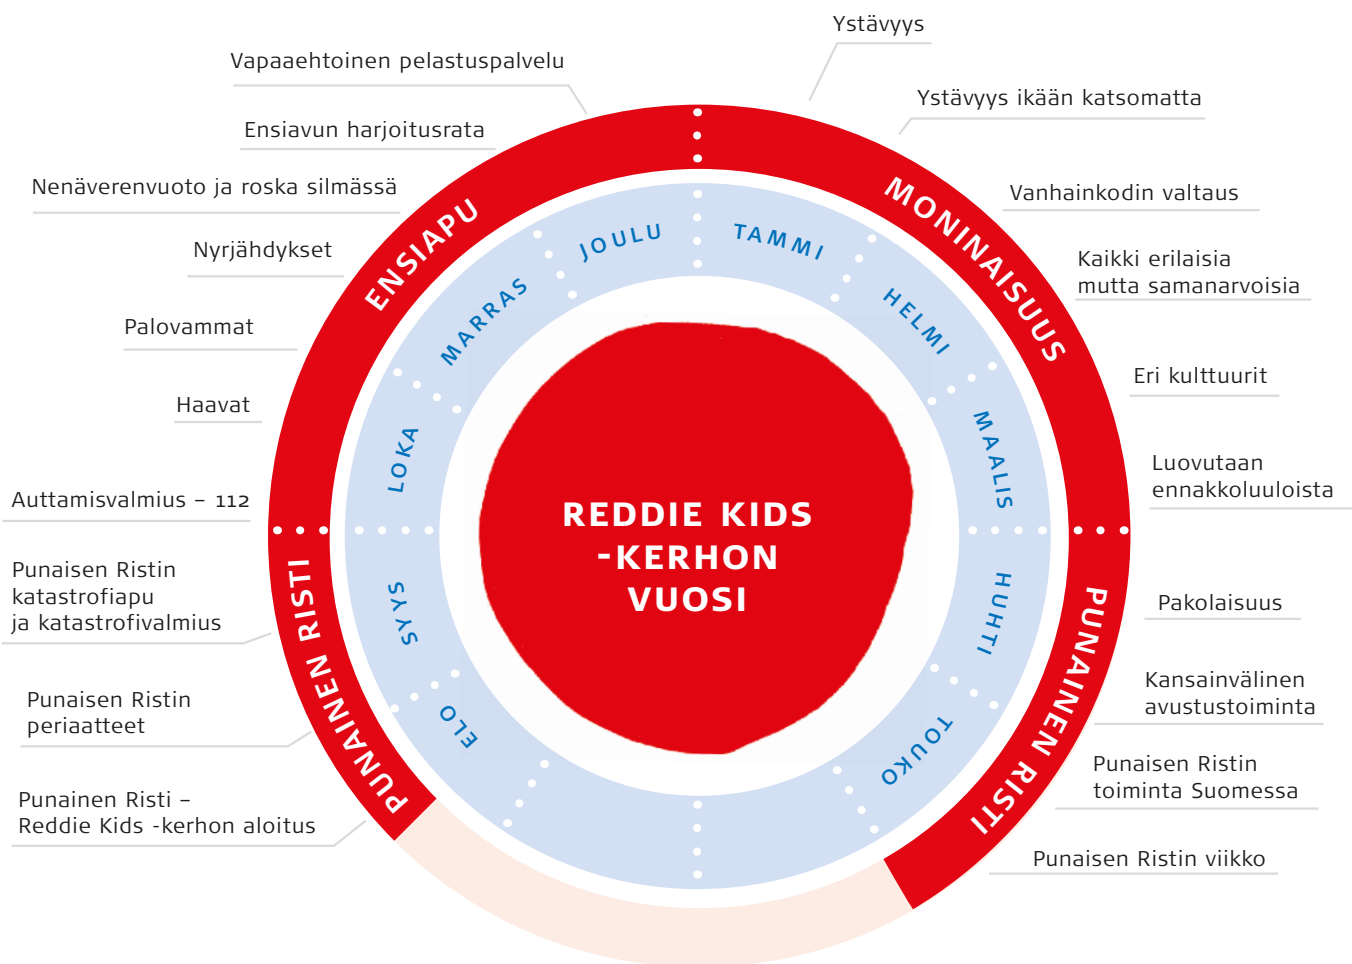 Ystävyys
Ystävyys ikään katsomatta
Vanhainkodin valtaus
Kaikki erilaisia
mutta samanarvoisia
Eri kulttuurit
Luovutaan
ennakkoluuloista
Pakolaisuus
Kansainvälinen
avustustoiminta
Punaisen Ristin
toiminta Suomessa
Punaisen Ristin viikko
Punainen Risti –
Reddie Kids -kerhon aloitus
Punaisen Ristin
periaatteet
Punaisen Ristin
katastrofiapu
ja katastrofivalmius
Auttamisvalmius – 112
Haavat
Palovammat
Nyrjähdykset
Nenäverenvuoto ja roska silmässä
Ensiavun harjoitusrata
Vapaaehtoinen pelastuspalvelu
MONINAISUUS
PUNAINEN RISTI
PUNAINEN RISTI
ENSIAPU
TAMMI
HELMI
MAALIS
HUHTI
TOUKO
ELO
SYYS
LOKA
MARRAS
JOULU
REDDIE KIDS
-KERHON
VUOSI